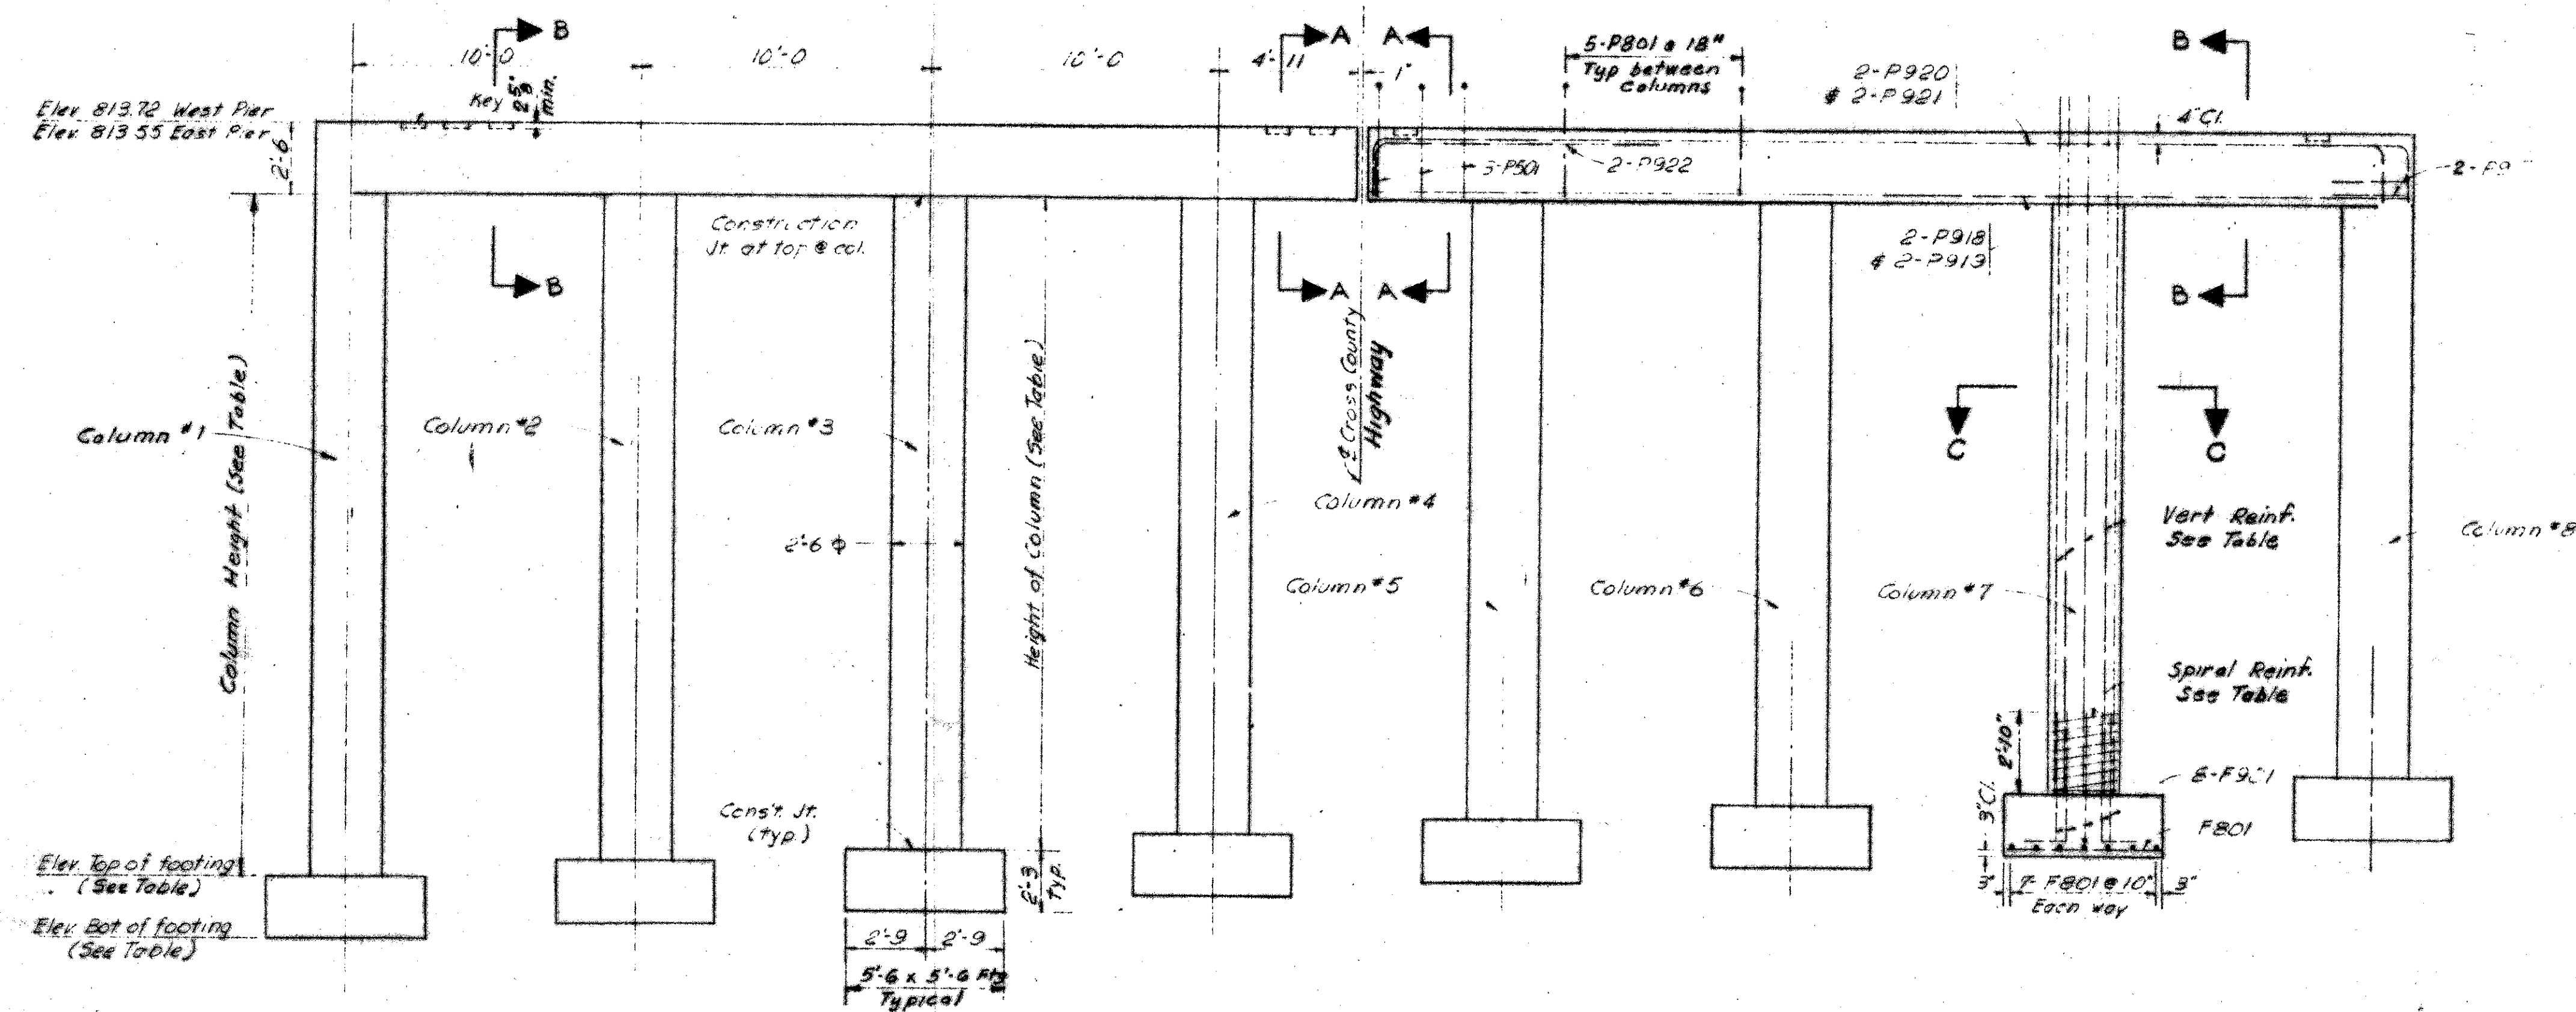 B
A
A
B
10'-0
10'-0
10'-0
4'-11
1"
5-P801 @ 18"
Typ between
columns
2-P920
& 2-P921
Key
min.
4" Cl.
Elev. 813.72 West Pier
Elev. 813.55 East Pier
2'-6
3-P501
2-P922
2-P9
Construction
Jt. at top @ col.
2-P918
& 2-P913
B
A
A
B
Column Height (See Table)
Height of Column (See Table)
℄ Cross County
Highway
Column #1
Column #2
Column #3
Column #4
C
C
2'-6 ϕ
Vert Reinf.
See Table
Column #8
Column #5
Column #6
Column #7
Spiral Reinf.
See Table
2'-10"
8-F901
3" Cl.
F801
Const. Jt.
(typ.)
Elev. Top of footing
(See Table)
2'-3
Typ.
3"
7-F801 @ 10"
3"
Each way
Elev. Bot of footing
(See Table)
2'-9
2'-9
5'-6 x 5'-6 Ftg
Typical